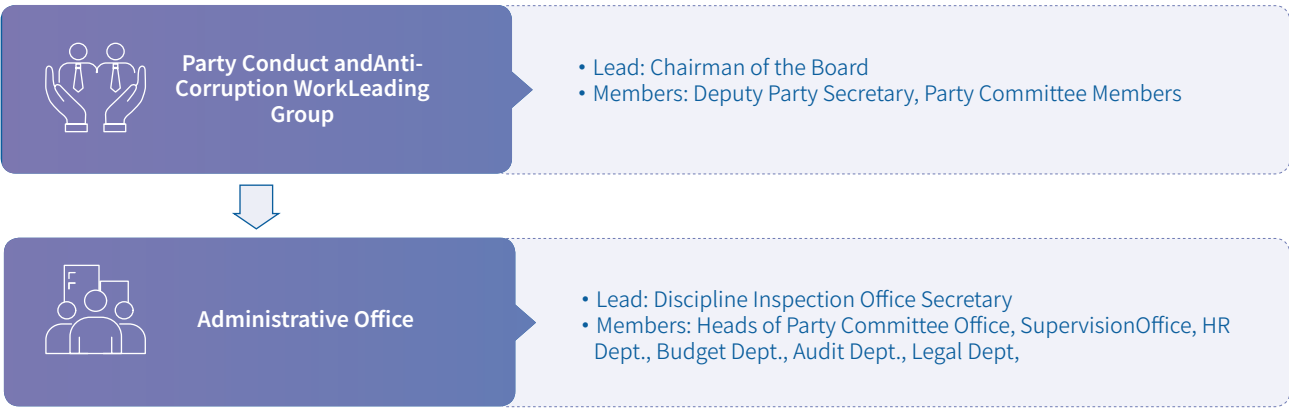 Party Conduct andAnti-
Corruption WorkLeading
Group
• Lead: Chairman of the Board
• Members: Deputy Party Secretary, Party Committee Members
Administrative Office
• Lead: Discipline Inspection Office Secretary
• Members: Heads of Party Committee Office, SupervisionOffice, HR
Dept., Budget Dept., Audit Dept., Legal Dept,